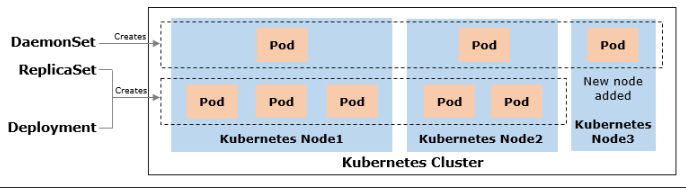 DaemonSet
Creates
Pod
Pod
Pod
ReplicaSet
Creates
Deployment
Pod
Pod
Pod
Pod
Pod
New node
added
Kubernetes Node1
Kubernetes Node2
Kubernetes
Node3
Kubernetes Cluster